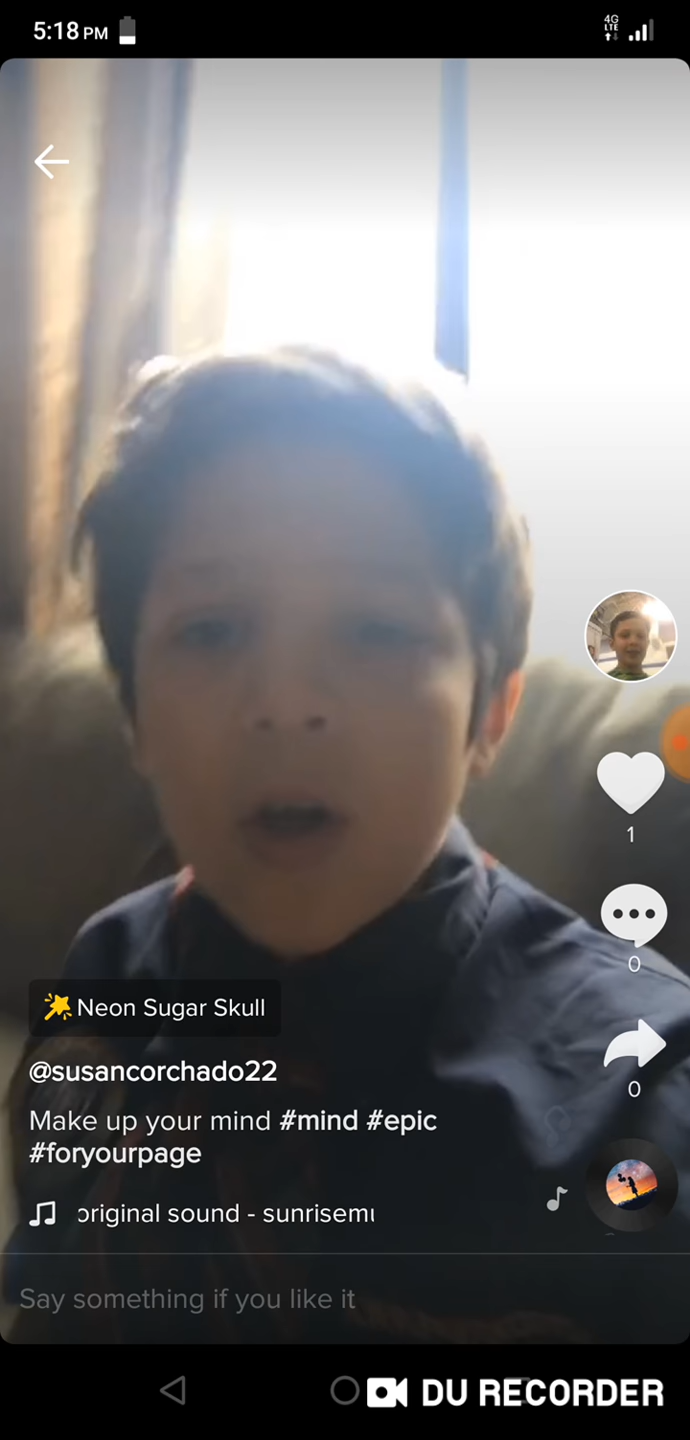 5:18 PM
4G
LTE
Neon Sugar Skull
@susancorchado22
Make up your mind #mind #epic
#foryourpage
original sound - sunrisemu
Say something if you like it
1
0
0
DU RECORDER